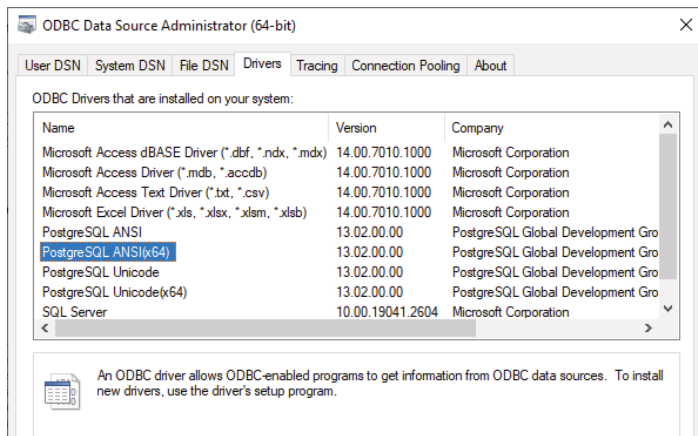 ODBC Data Source Administrator (64-bit)
User DSN System DSN File DSN Drivers Tracing Connection Pooling About
ODBC Drivers that are installed on your system:
Name Version Company
Microsoft Access dBASE Driver (*.dbf, *.ndx, *.mdx) 14.00.7010.1000 Microsoft Corporation
Microsoft Access Driver (*.mdb, *.accdb) 14.00.7010.1000 Microsoft Corporation
Microsoft Access Text Driver (*.txt, *.csv) 14.00.7010.1000 Microsoft Corporation
Microsoft Excel Driver (*.xls, *.xlsx, *.xlsm, *.xlsb) 14.00.7010.1000 Microsoft Corporation
PostgreSQL ANSI 13.02.00.00 PostgreSQL Global Development Gro
PostgreSQL ANSI(x64) 13.02.00.00 PostgreSQL Global Development Gro
PostgreSQL Unicode 13.02.00.00 PostgreSQL Global Development Gro
PostgreSQL Unicode(x64) 13.02.00.00 PostgreSQL Global Development Gro
SQL Server 10.00.19041.2604 Microsoft Corporation
An ODBC driver allows ODBC-enabled programs to get information from ODBC data sources. To install
new drivers, use the driver's setup program.